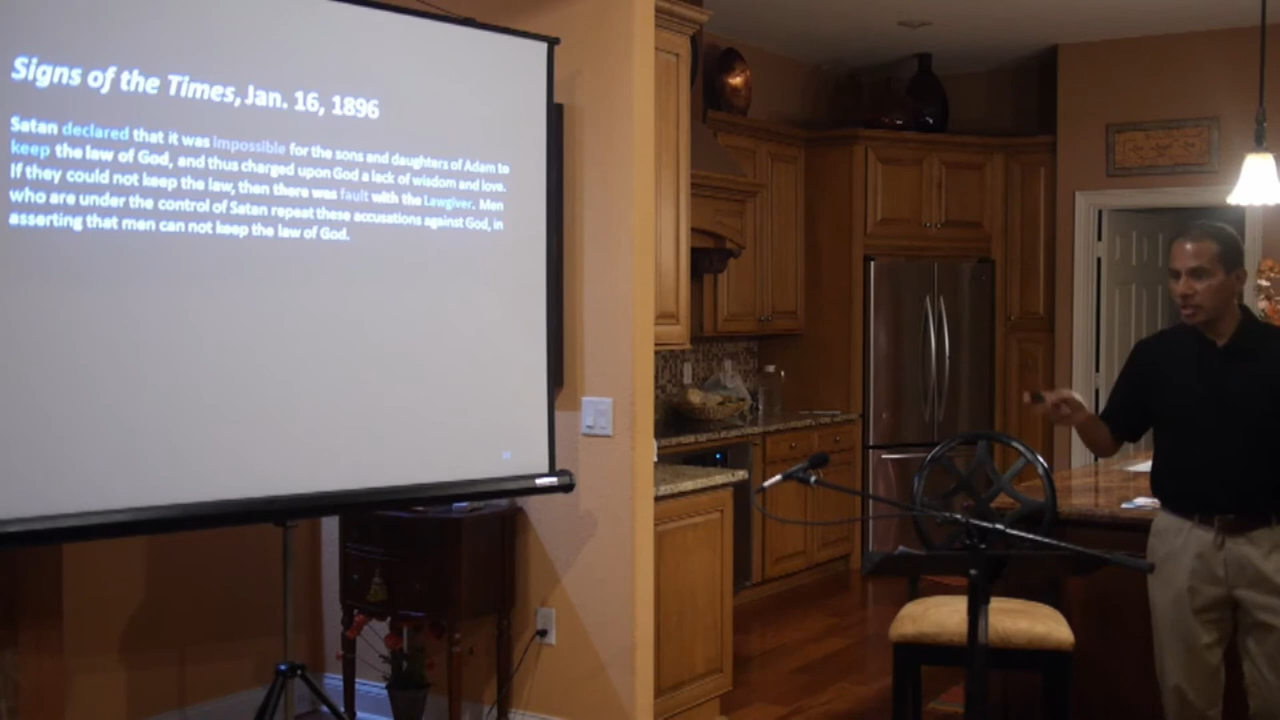 Signs of the Times, Jan. 16, 1896
Satan declared that it was impossible for the sons and daughters of Adam to
keep the law of God, and thus charged upon God a lack of wisdom and love.
If they could not keep the law, then there was fault with the Lawgiver. Men
who are under the control of Satan repeat these accusations against God, in
asserting that men can not keep the law of God.